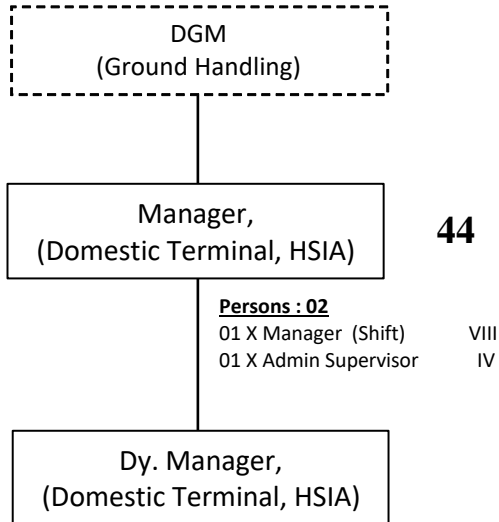 DGM
(Ground Handling)
Manager,
(Domestic Terminal, HSIA)
44
Persons : 02
01 X Manager (Shift) VIII
01 X Admin Supervisor IV
Dy. Manager,
(Domestic Terminal, HSIA)